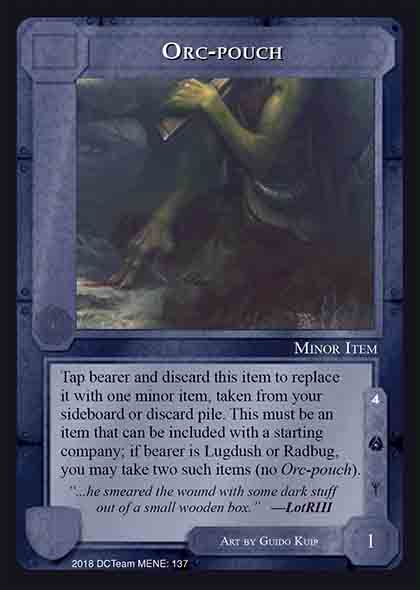 Orc-pouch
Minor Item
Tap bearer and discard this item to replace
it with one minor item, taken from your
sideboard or discard pile. This must be an
item that can be included with a starting
company; if bearer is Lugdush or Radbug,
you may take two such items (no Orc-pouch).
"...he smeared the wound with some dark stuff
out of a small wooden box." —LotRIII
4
Art by Guido Kuip
1
2018 DCTeam MENE: 137